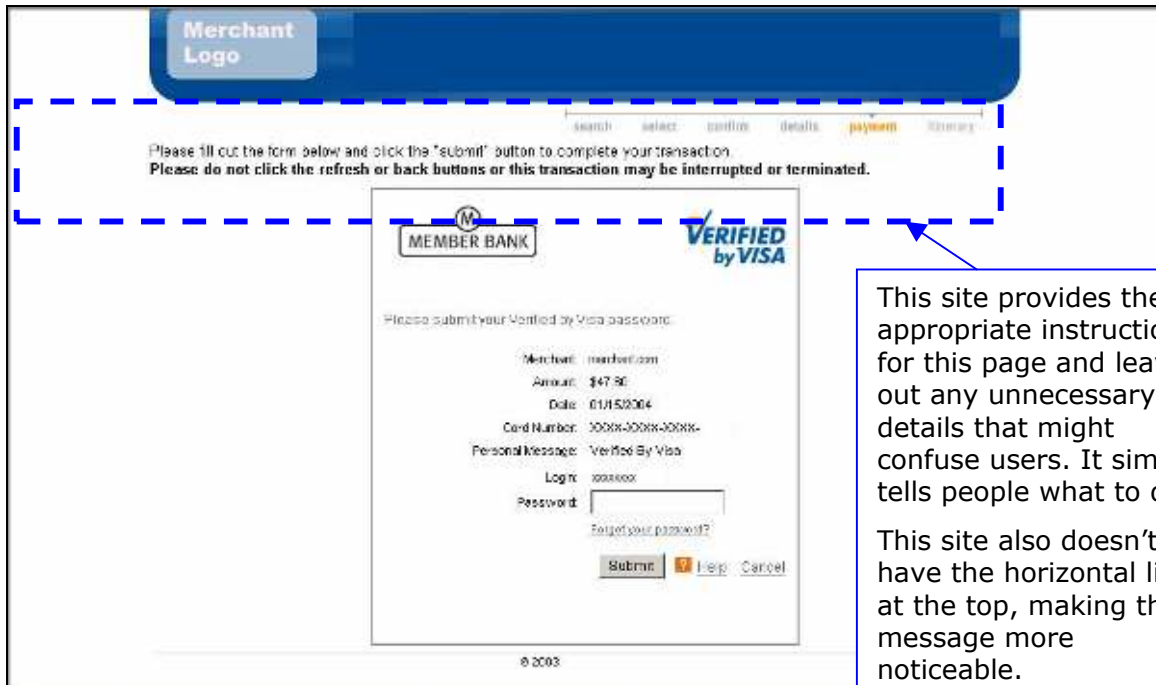 Merchant
Logo
search select confirm details payment itinerary
Please fill out the form below and click the "submit" button to complete your transaction.
Please do not click the refresh or back buttons or this transaction may be interrupted or terminated.
M
MEMBER BANK
VERIFIED
by VISA
Please submit your Verified by Visa password.
Merchant: merchant.com
Amount: $47.80
Date: 01/15/2004
Card Number: XXXX-XXXX-XXXX-
Personal Message: Verified By Visa
Login: xxxxxxx
Password:
Forgot your password?
Submit ? Help Cancel
© 2003
This site provides the
appropriate instructio
for this page and lea
out any unnecessary
details that might
confuse users. It sim
tells people what to
This site also doesn't
have the horizontal li
at the top, making th
message more
noticeable.